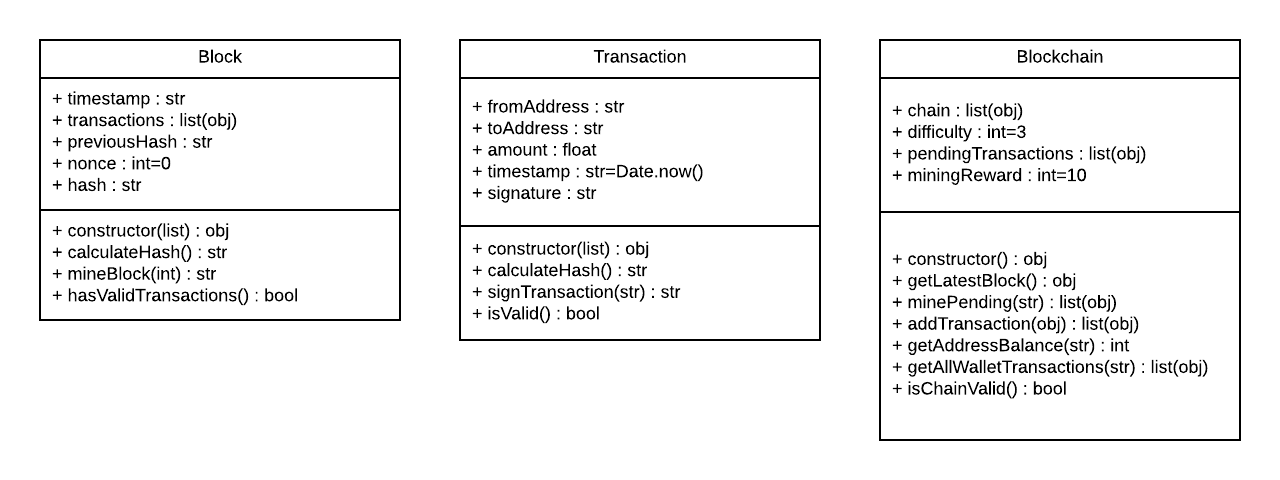 Block
+ timestamp : str
+ transactions : list(obj)
+ previousHash : str
+ nonce : int=0
+ hash : str
+ constructor(list) : obj
+ calculateHash() : str
+ mineBlock(int) : str
+ hasValidTransactions() : bool
Transaction
+ fromAddress : str
+ toAddress : str
+ amount : float
+ timestamp : str=Date.now()
+ signature : str
+ constructor(list) : obj
+ calculateHash() : str
+ signTransaction(str) : str
+ isValid() : bool
Blockchain
+ chain : list(obj)
+ difficulty : int=3
+ pendingTransactions : list(obj)
+ miningReward : int=10
+ constructor() : obj
+ getLatestBlock() : obj
+ minePending(str) : list(obj)
+ addTransaction(obj) : list(obj)
+ getAddressBalance(str) : int
+ getAllWalletTransactions(str) : list(obj)
+ isChainValid() : bool